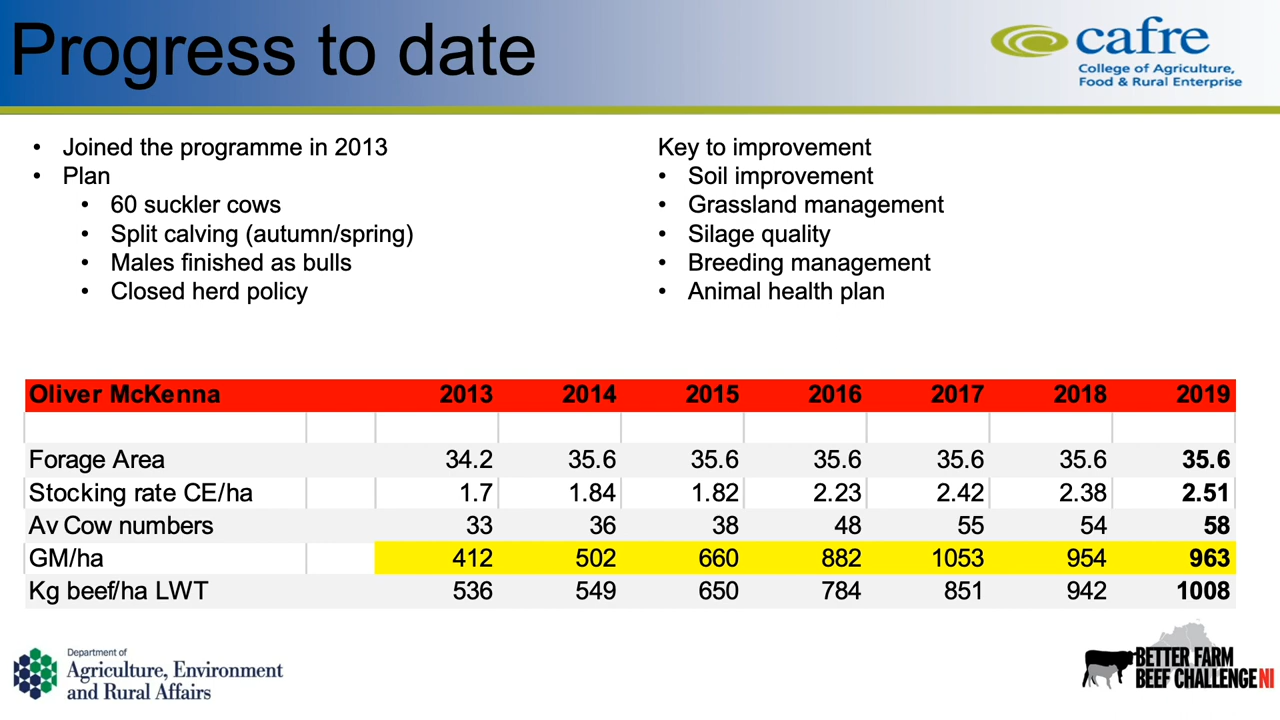 Progress to date
cafre
College of Agriculture,
Food & Rural Enterprise
• Joined the programme in 2013
• Plan
• 60 suckler cows
• Split calving (autumn/spring)
• Males finished as bulls
• Closed herd policy
Key to improvement
• Soil improvement
• Grassland management
• Silage quality
• Breeding management
• Animal health plan
Oliver McKenna 2013 2014 2015 2016 2017 2018 2019
Forage Area 34.2 35.6 35.6 35.6 35.6 35.6 35.6
Stocking rate CE/ha 1.7 1.84 1.82 2.23 2.42 2.38 2.51
Av Cow numbers 33 36 38 48 55 54 58
GM/ha 412 502 660 882 1053 954 963
Kg beef/ha LWT 536 549 650 784 851 942 1008
Department of
Agriculture, Environment
and Rural Affairs
BETTER FARM
BEEF CHALLENGE NI